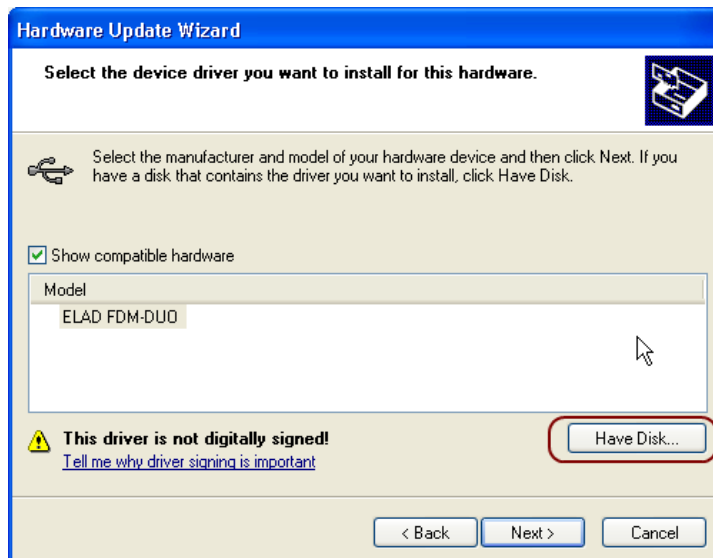 Hardware Update Wizard
Select the device driver you want to install for this hardware.
Select the manufacturer and model of your hardware device and then click Next. If you
have a disk that contains the driver you want to install, click Have Disk.
Show compatible hardware
Model
ELAD FDM-DUO
This driver is not digitally signed!
Tell me why driver signing is important
Have Disk...
< Back
Next >
Cancel